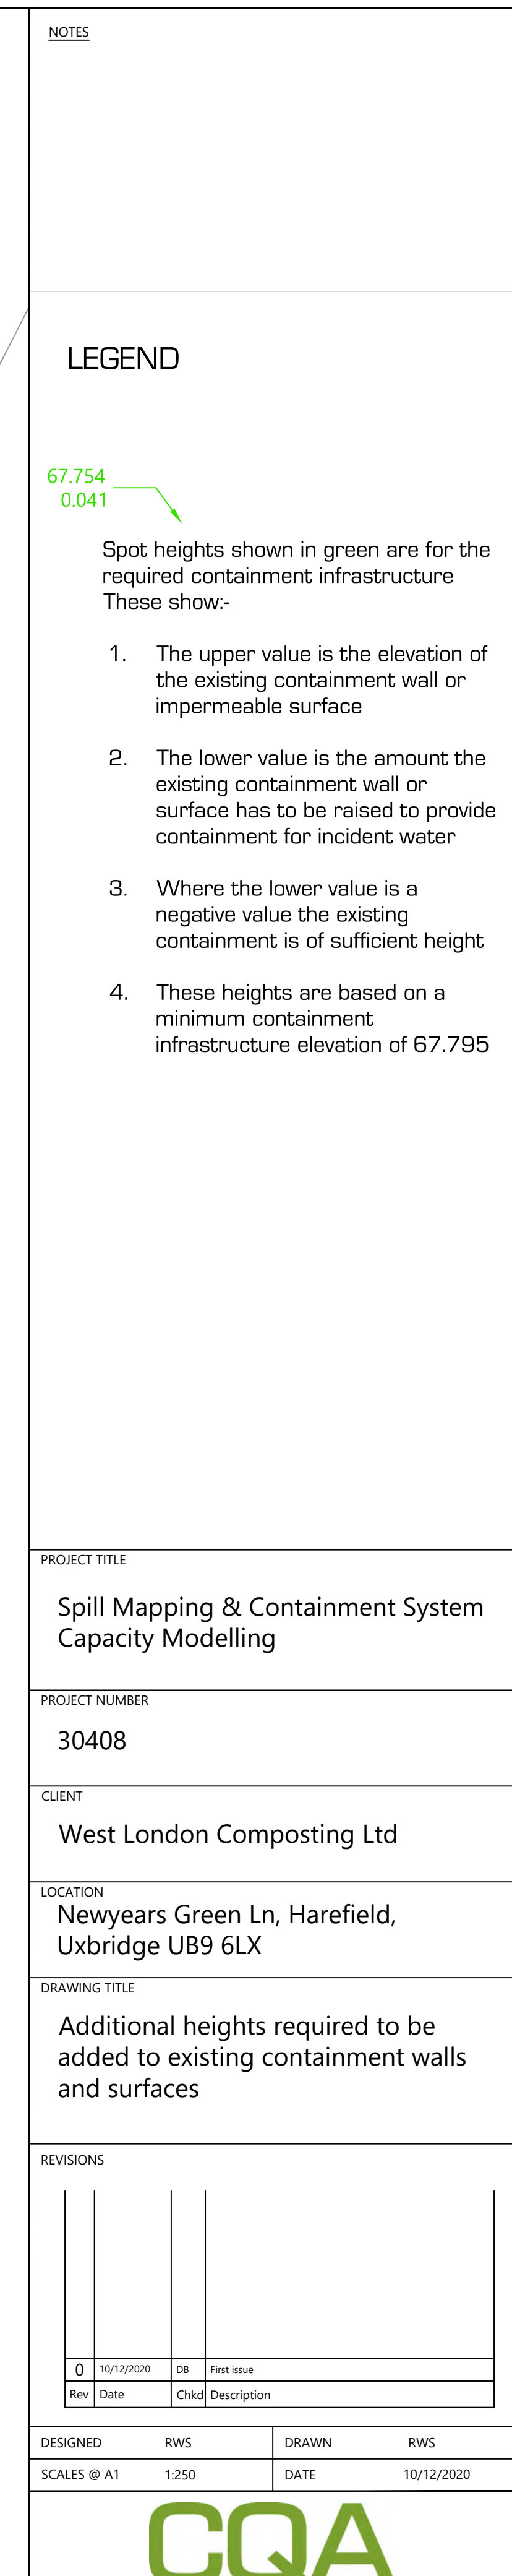 NOTES
LEGEND
67.754
0.041
Spot heights shown in green are for the
required containment infrastructure
These show:-
1. The upper value is the elevation of
the existing containment wall or
impermeable surface
2. The lower value is the amount the
existing containment wall or
surface has to be raised to provide
containment for incident water
3. Where the lower value is a
negative value the existing
containment is of sufficient height
4. These heights are based on a
minimum containment
infrastructure elevation of 67.795
PROJECT TITLE
Spill Mapping & Containment System
Capacity Modelling
PROJECT NUMBER
30408
CLIENT
West London Composting Ltd
LOCATION
Newyears Green Ln, Harefield,
Uxbridge UB9 6LX
DRAWING TITLE
Additional heights required to be
added to existing containment walls
and surfaces
REVISIONS
0 10/12/2020 DB First issue
Rev Date Chkd Description
DESIGNED RWS DRAWN RWS
SCALES @ A1 1:250 DATE 10/12/2020
CQA